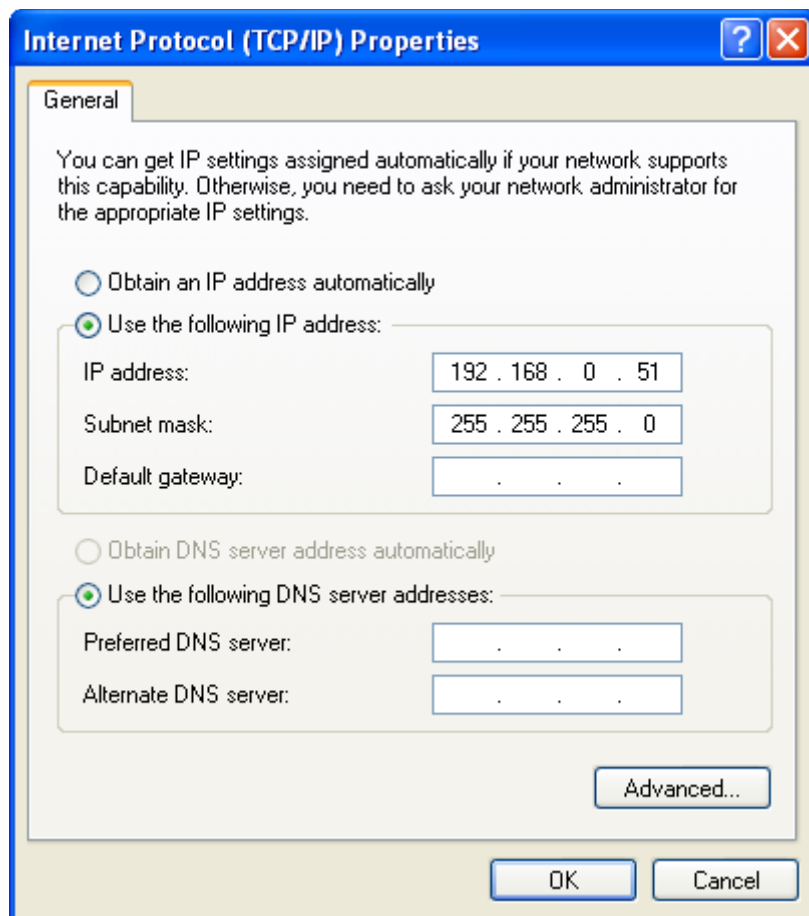 Internet Protocol (TCP/IP) Properties
General
You can get IP settings assigned automatically if your network supports
this capability. Otherwise, you need to ask your network administrator for
the appropriate IP settings.
Obtain an IP address automatically
Use the following IP address:
IP address: 192 . 168 . 0 . 51
Subnet mask: 255 . 255 . 255 . 0
Default gateway: . . .
Obtain DNS server address automatically
Use the following DNS server addresses:
Preferred DNS server: . . .
Alternate DNS server: . . .
Advanced...
OK Cancel